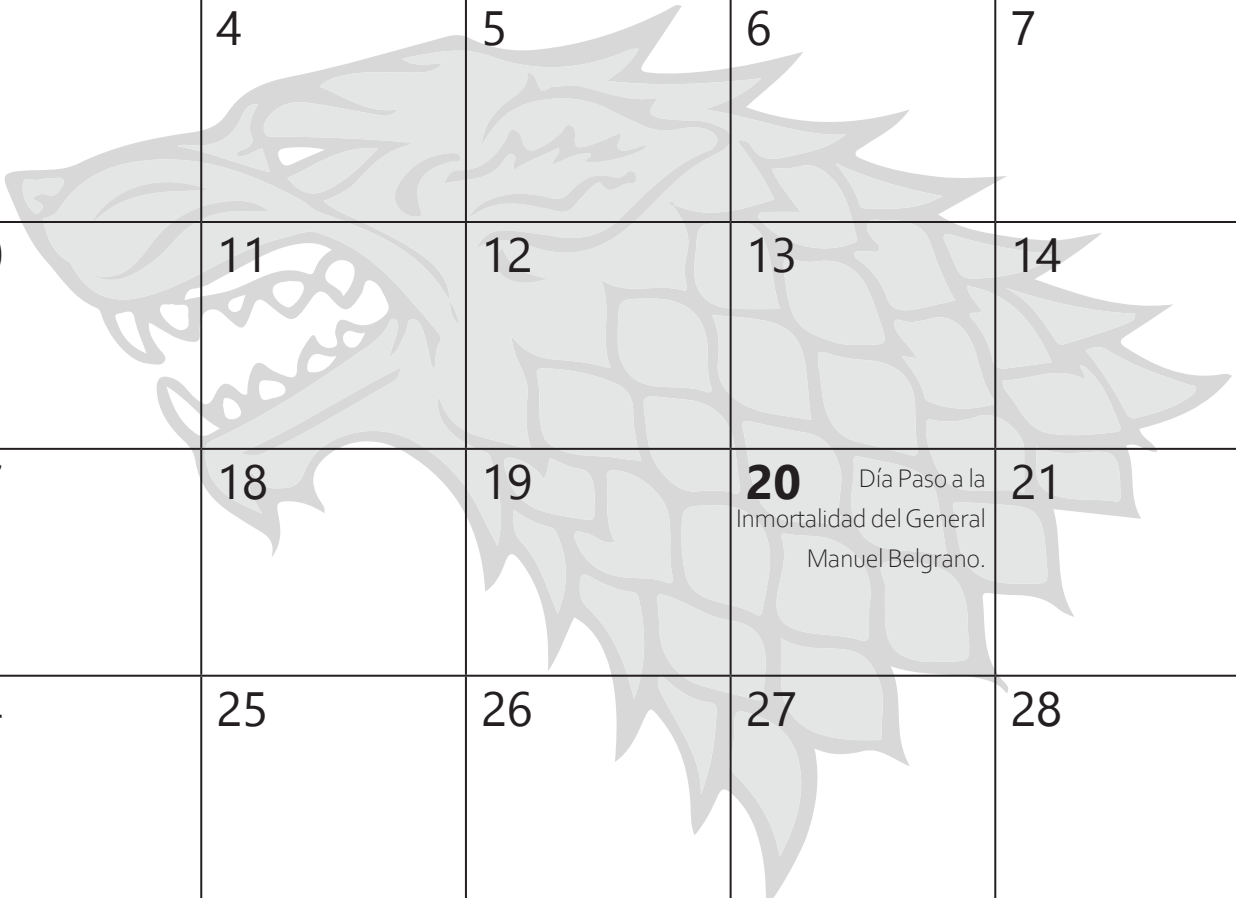 4 5 6 7
11 12 13 14
18 19 20 Día Paso a la 21
Inmortalidad del General
Manuel Belgrano.
25 26 27 28